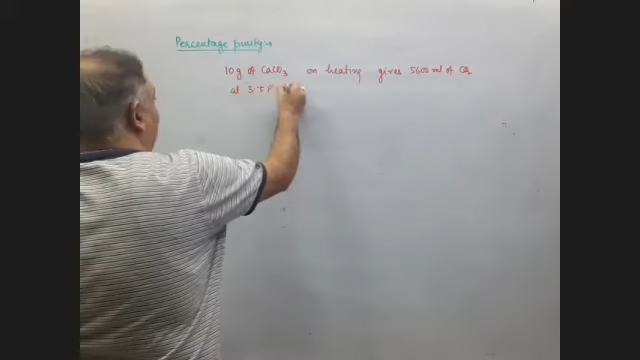 Percentage purity:-
10 g of CaCO3 on heating gives 5600 ml of CO2
at S.T.P